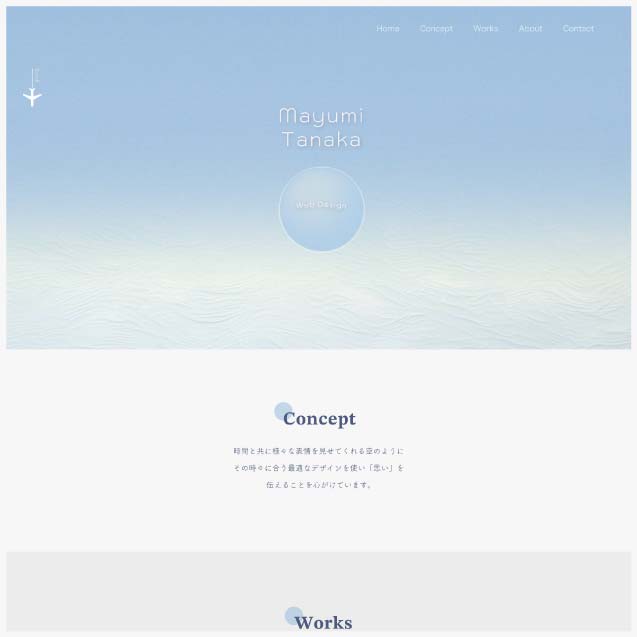 Home Concept Works About Contact
Mayumi
Tanaka
Web Design
Concept
時間と共に様々な表情を見せてくれる空のように
その時々に合う最適なデザインを使い「思い」を
伝えることを心がけています。
Works